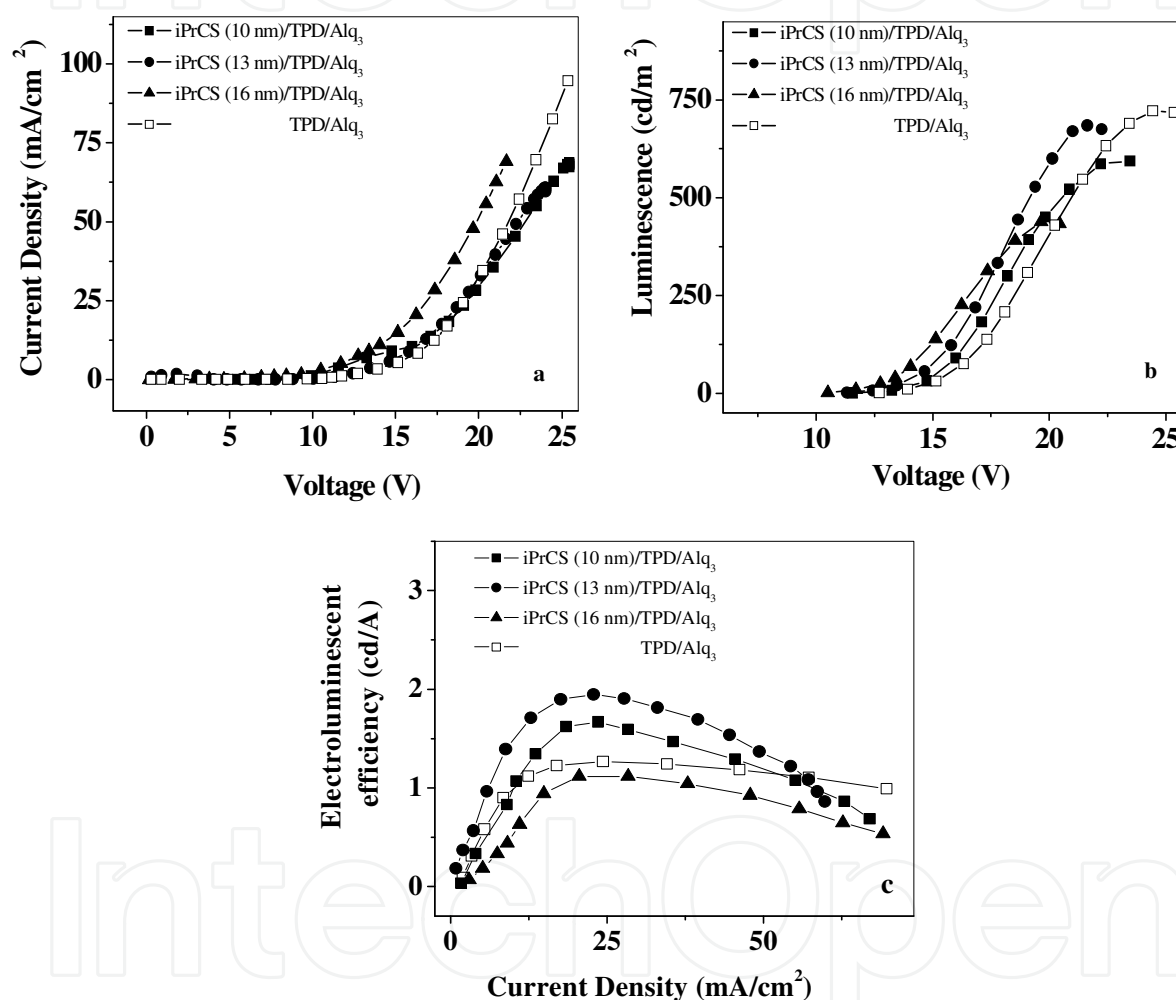 iPrCS (10 nm)/TPD/Alq₃
iPrCS (13 nm)/TPD/Alq₃
iPrCS (16 nm)/TPD/Alq₃
TPD/Alq₃
100
75
50
25
0
Current Density (mA/cm ²)
a
0 5 10 15 20 25
Voltage (V)
iPrCS (10 nm)/TPD/Alq₃
iPrCS (13 nm)/TPD/Alq₃
iPrCS (16 nm)/TPD/Alq₃
TPD/Alq₃
750
500
250
0
Luminescence (cd/m ²)
b
10 15 20 25
Voltage (V)
iPrCS (10 nm)/TPD/Alq₃
iPrCS (13 nm)/TPD/Alq₃
iPrCS (16 nm)/TPD/Alq₃
TPD/Alq₃
3
2
1
0
Electroluminescent
efficiency (cd/A)
c
0 25 50
Current Density (mA/cm²)
IntechOpen